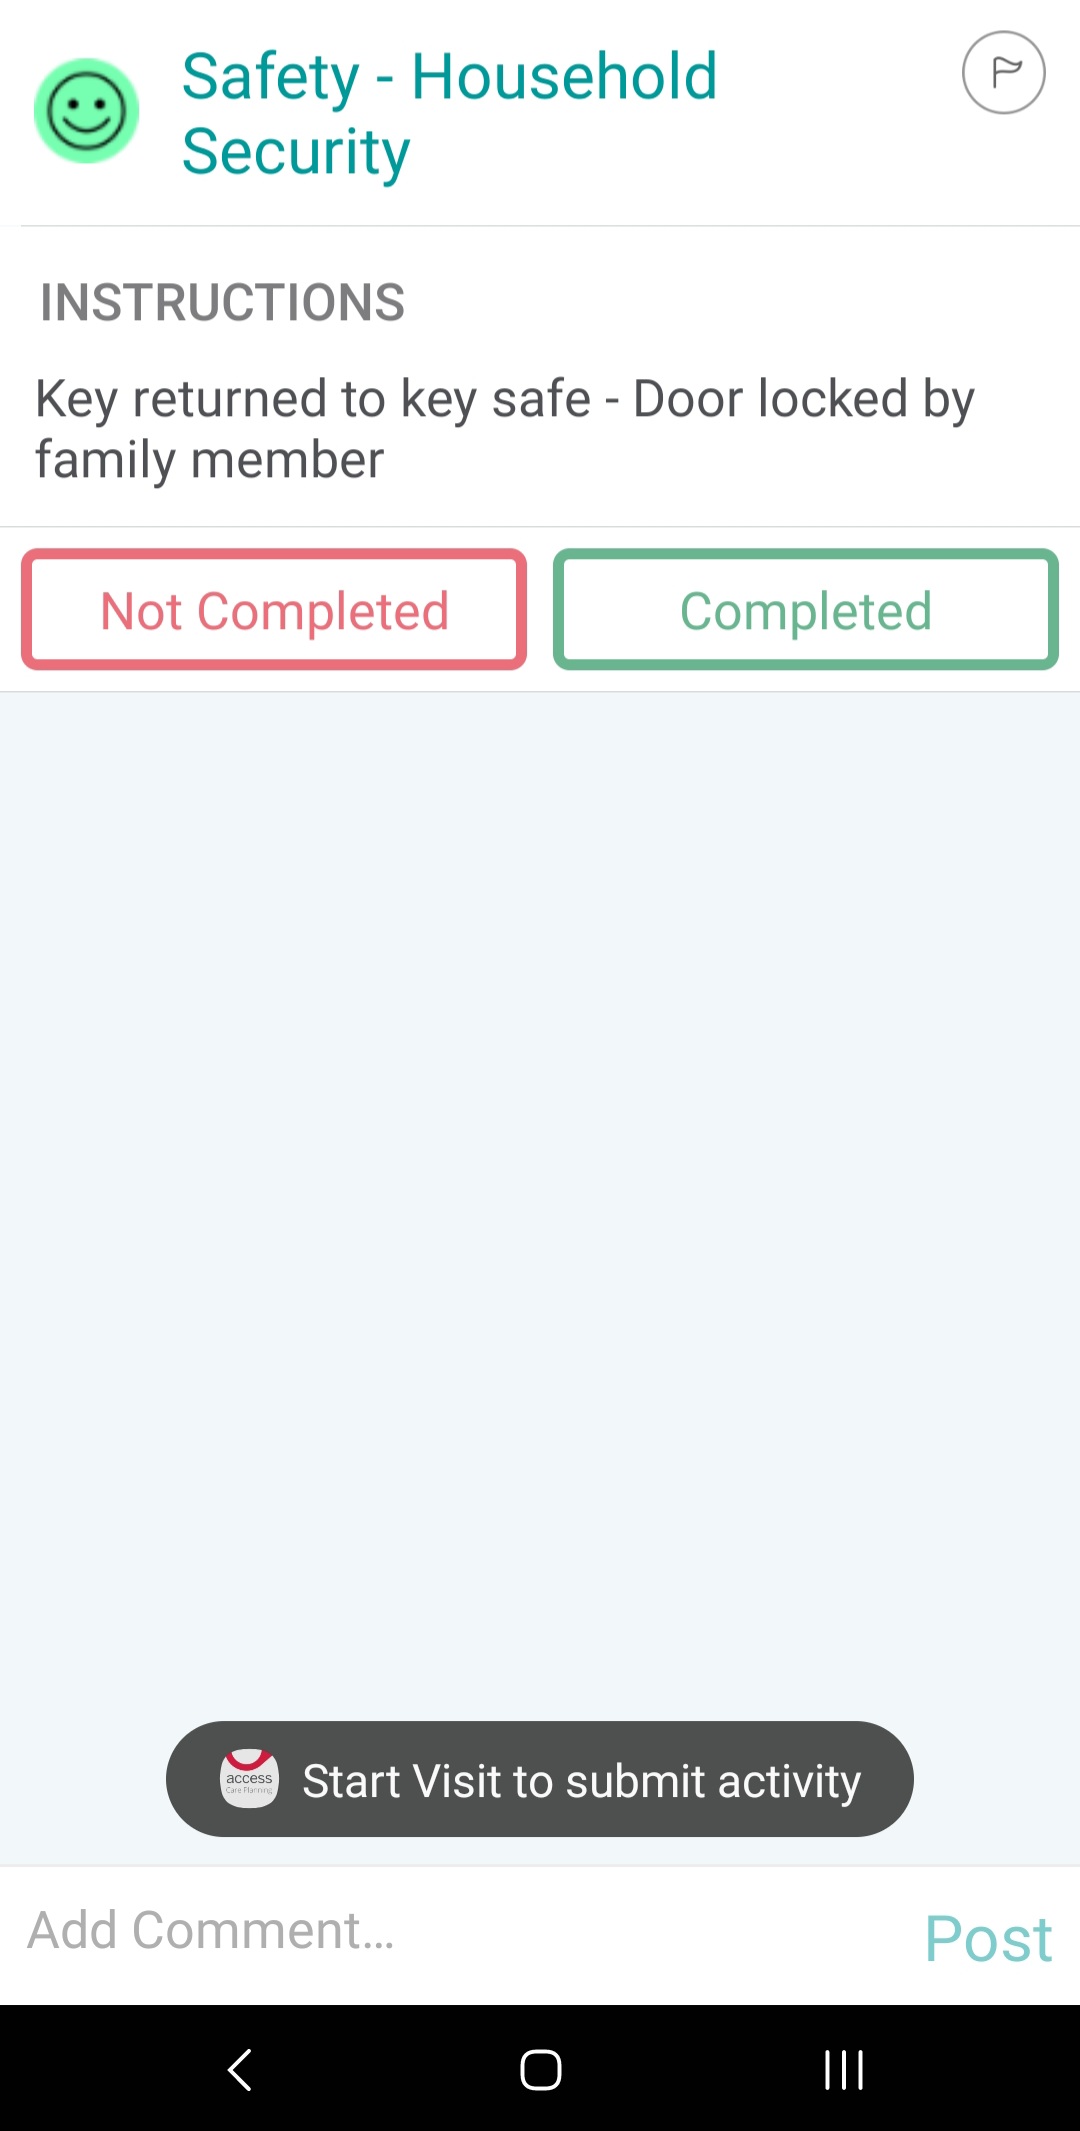 Safety - Household
Security
INSTRUCTIONS
Key returned to key safe - Door locked by
family member
Not Completed
Completed
access
Care Planning
Start Visit to submit activity
Add Comment...
Post